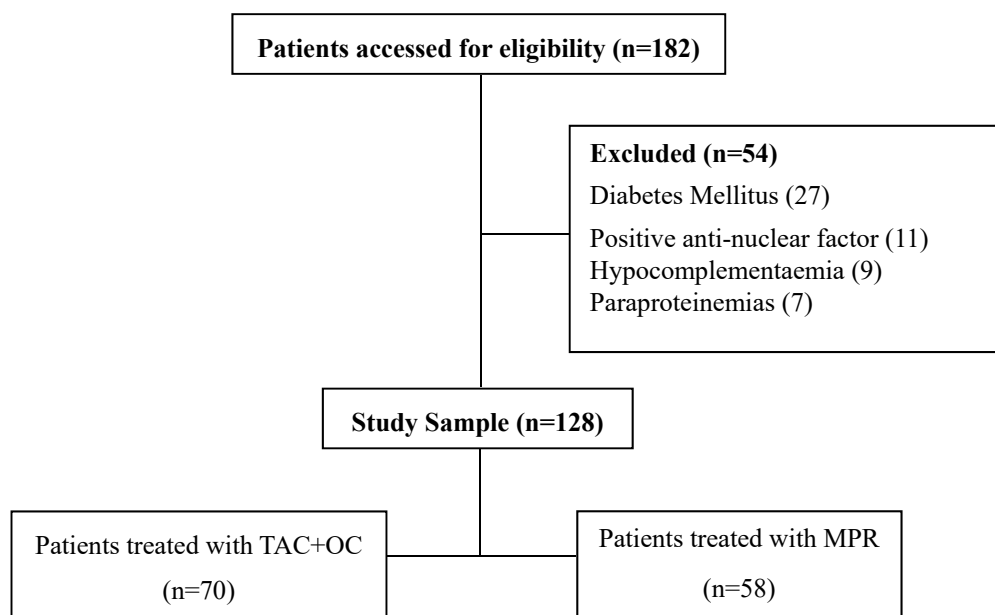 Patients accessed for eligibility (n=182)
Excluded (n=54)
Diabetes Mellitus (27)
Positive anti-nuclear factor (11)
Hypocomplementaemia (9)
Paraproteinemias (7)
Study Sample (n=128)
Patients treated with TAC+OC
(n=70)
Patients treated with MPR
(n=58)